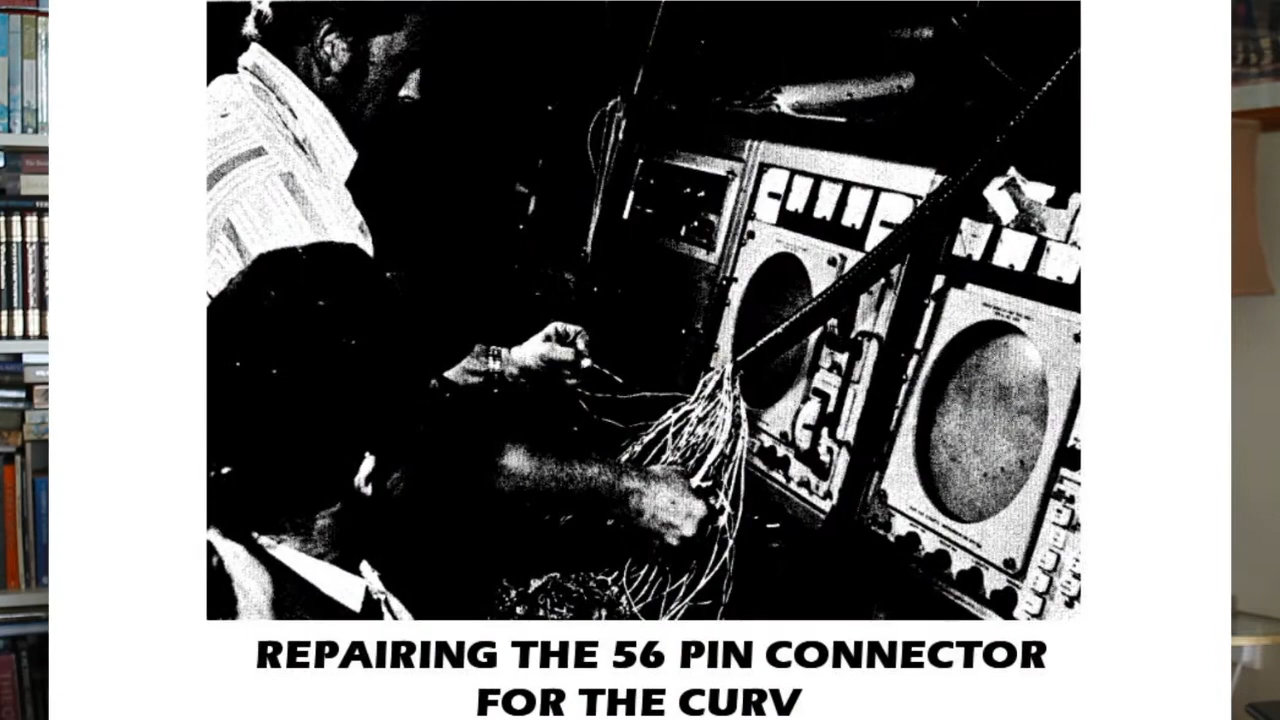 REPAIRING THE 56 PIN CONNECTOR
FOR THE CURV